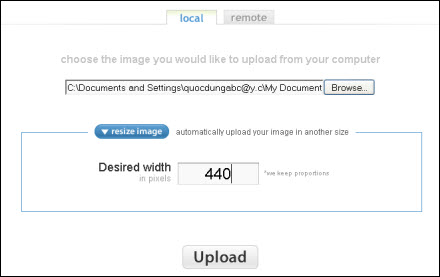 local remote
choose the image you would like to upload from your computer
C:\Documents and Settings\quocdungabc@y.c\My Document Browse...
resize image automatically upload your image in another size
Desired width 440 *we keep proportions
in pixels
Upload